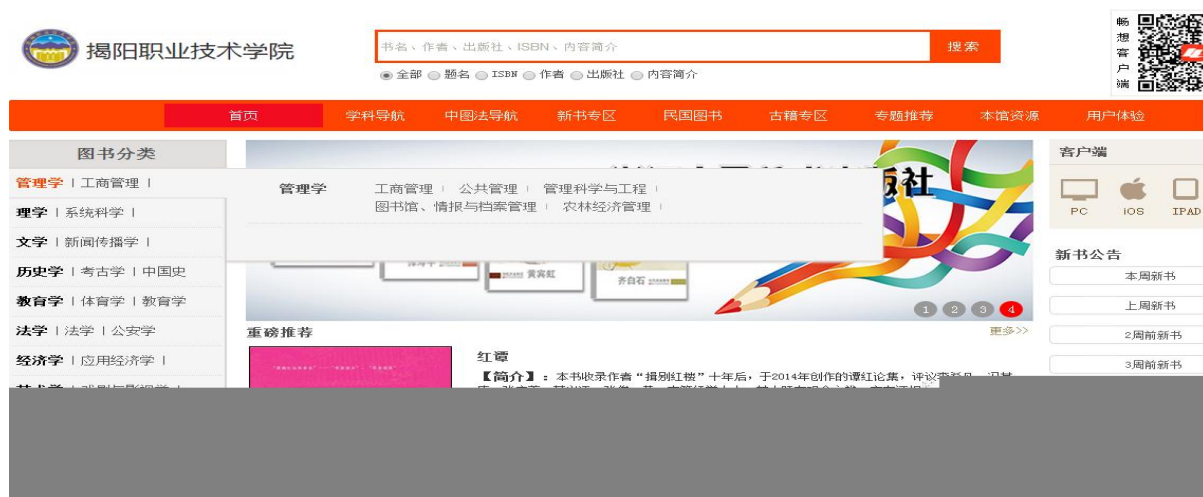 揭阳职业技术学院
书名、作者、出版社、ISBN、内容简介
搜索
全部 题名 ISBN 作者 出版社 内容简介
畅想客户端
首页 学科导航 中图法导航 新书专区 民国图书 古籍专区 专题推荐 本馆资源 用户体验
图书分类
管理学 | 工商管理 |
理学 | 系统科学 |
文学 | 新闻传播学 |
历史学 | 考古学 | 中国史
教育学 | 体育学 | 教育学
法学 | 法学 | 公安学
经济学 | 应用经济学 |
管理学
工商管理 | 公共管理 | 管理科学与工程 |
图书馆、情报与档案管理 | 农林经济管理 |
版社
黄宾虹
齐白石
1 2 3 4
重磅推荐
更多>>
红谭
【简介】：本书收录作者“揖别红楼”十年后，于2014年创作的谭红论集，评议李希凡、冯其
客户端
PC iOS IPAD
新书公告
本周新书
上周新书
2周前新书
3周前新书